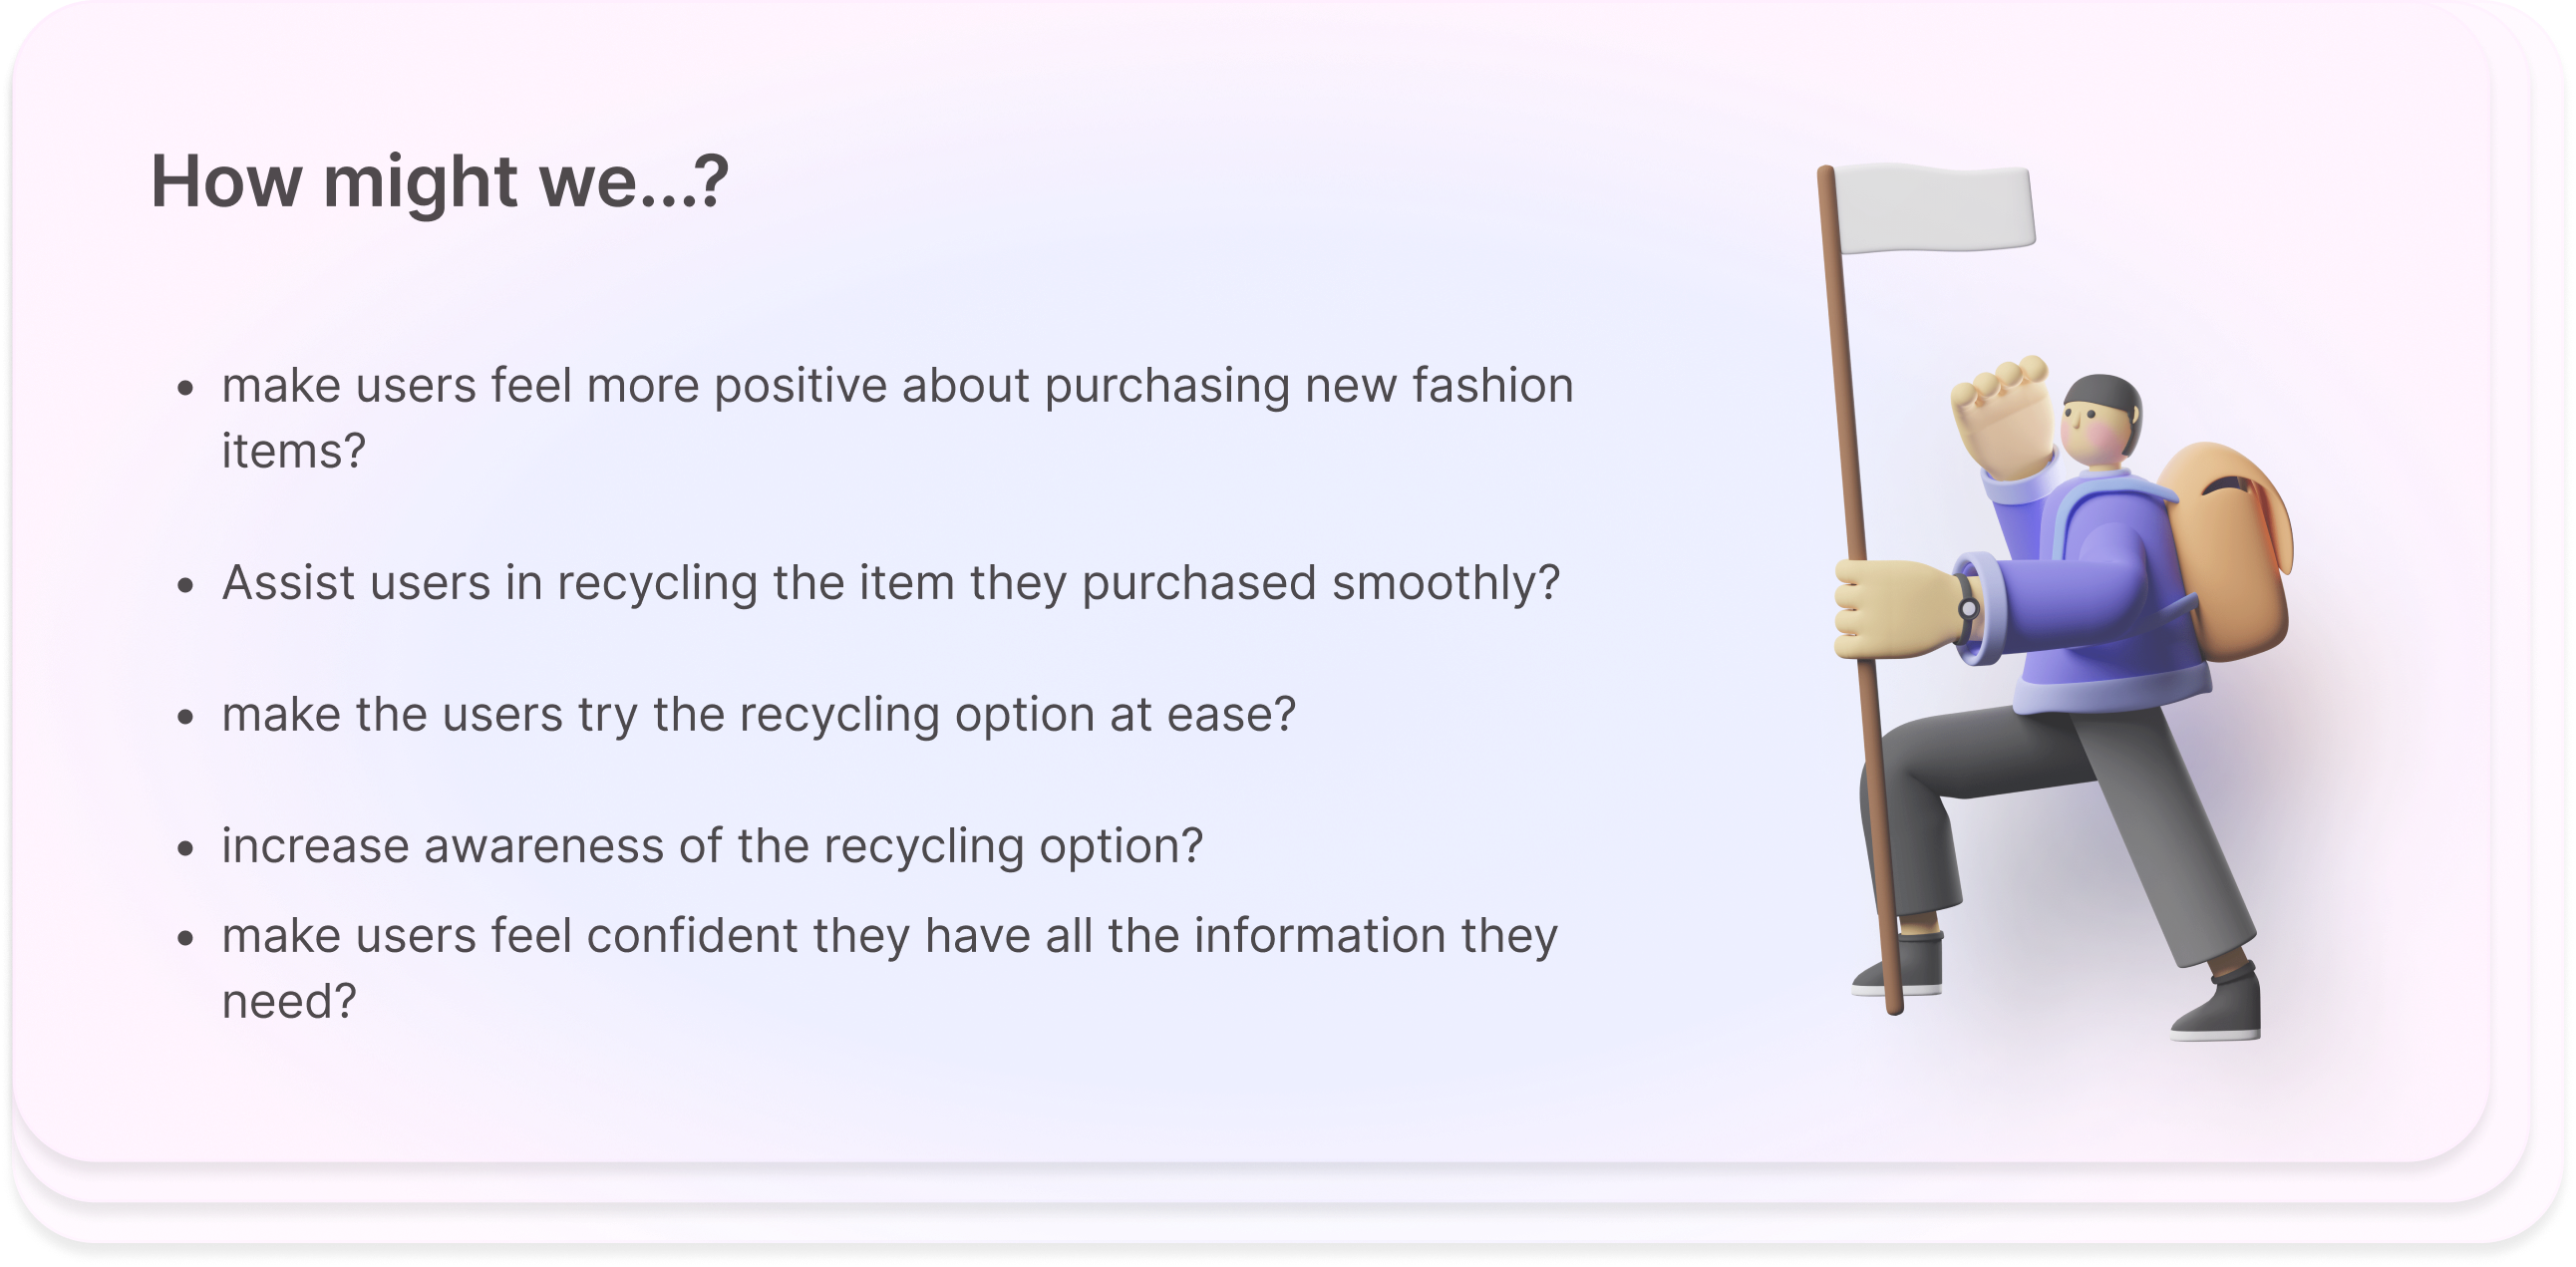 How might we...?
• make users feel more positive about purchasing new fashion
items?
• Assist users in recycling the item they purchased smoothly?
• make the users try the recycling option at ease?
• increase awareness of the recycling option?
• make users feel confident they have all the information they
need?